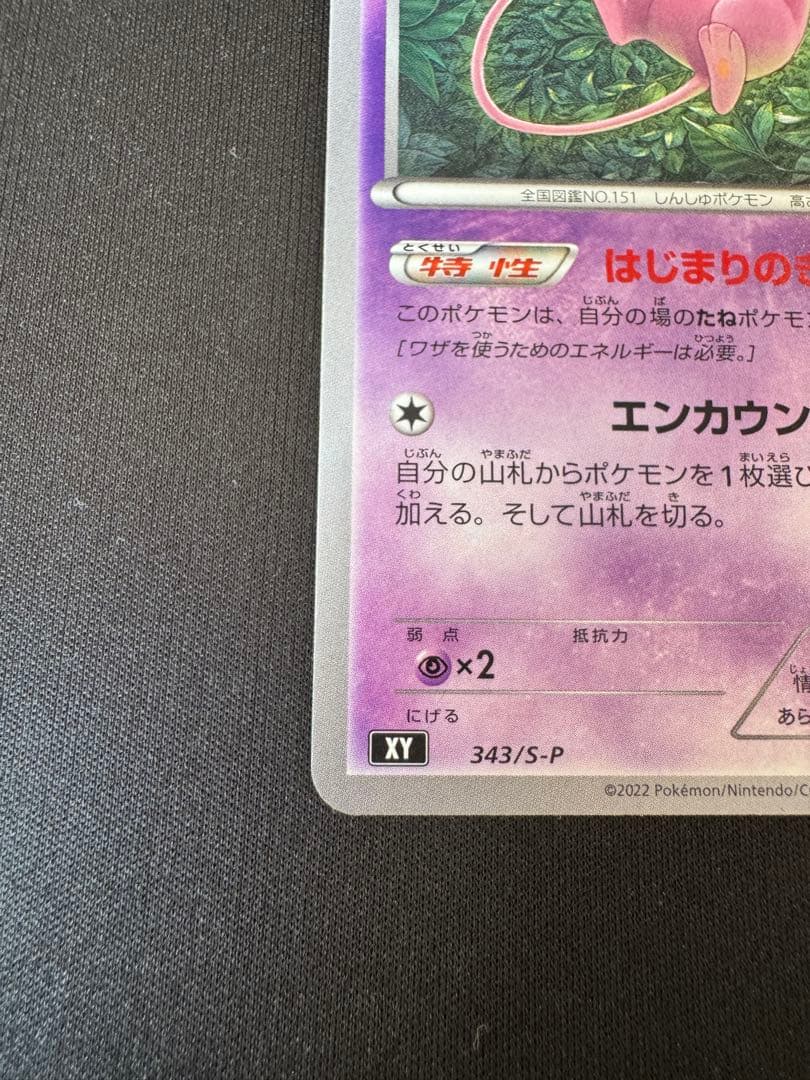 全国図鑑NO.151 しんしゅポケモン 高
とくせい
特性 はじまりの
じぶん ば
このポケモンは、自分の場のたねポケモ
つか ひつよう
[ワザを使うためのエネルギーは必要。]
エンカウン
じぶん やまふだ まいえら
自分の山札からポケモンを1枚選び
くわ やまふだ き
加える。そして山札を切る。
弱点 抵抗力
×2
じょ
情
にげる あら
XY 343/S-P
©2022 Pokémon/Nintendo/C